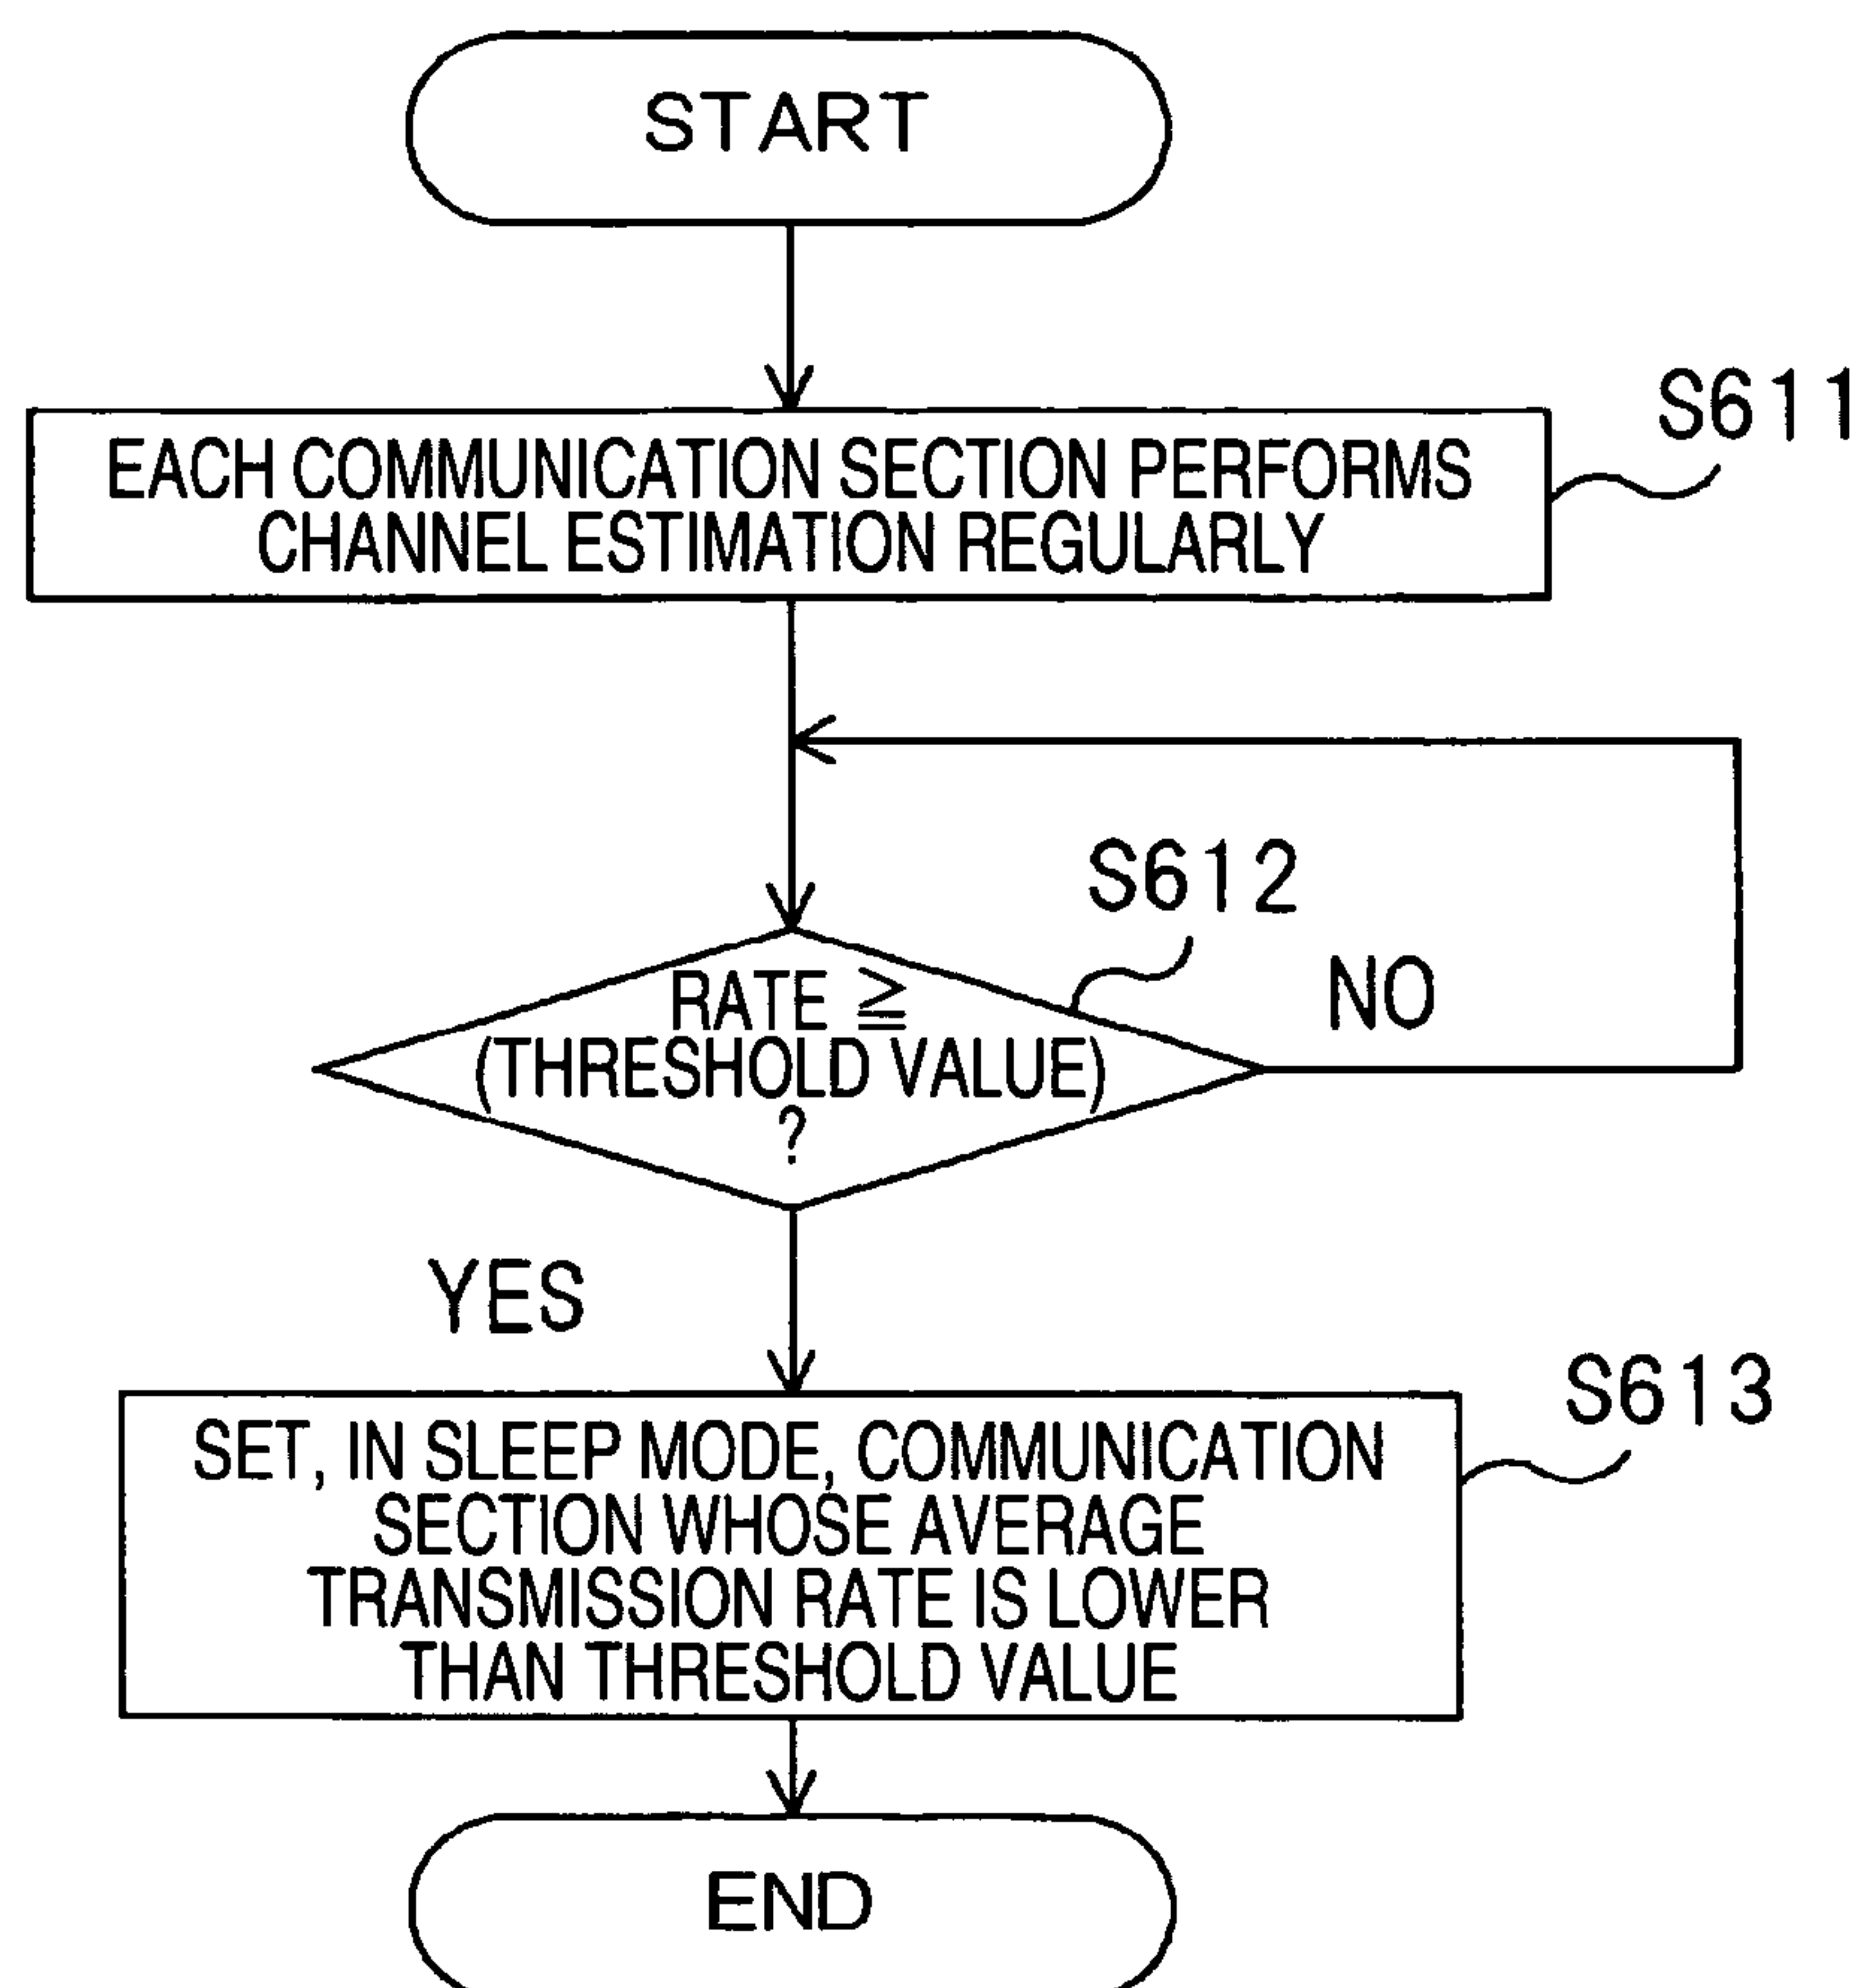 START
S611
EACH COMMUNICATION SECTION PERFORMS
CHANNEL ESTIMATION REGULARLY
S612
NO
RATE ≧
(THRESHOLD VALUE)
?
YES
S613
SET, IN SLEEP MODE, COMMUNICATION
SECTION WHOSE AVERAGE
TRANSMISSION RATE IS LOWER
THAN THRESHOLD VALUE
END